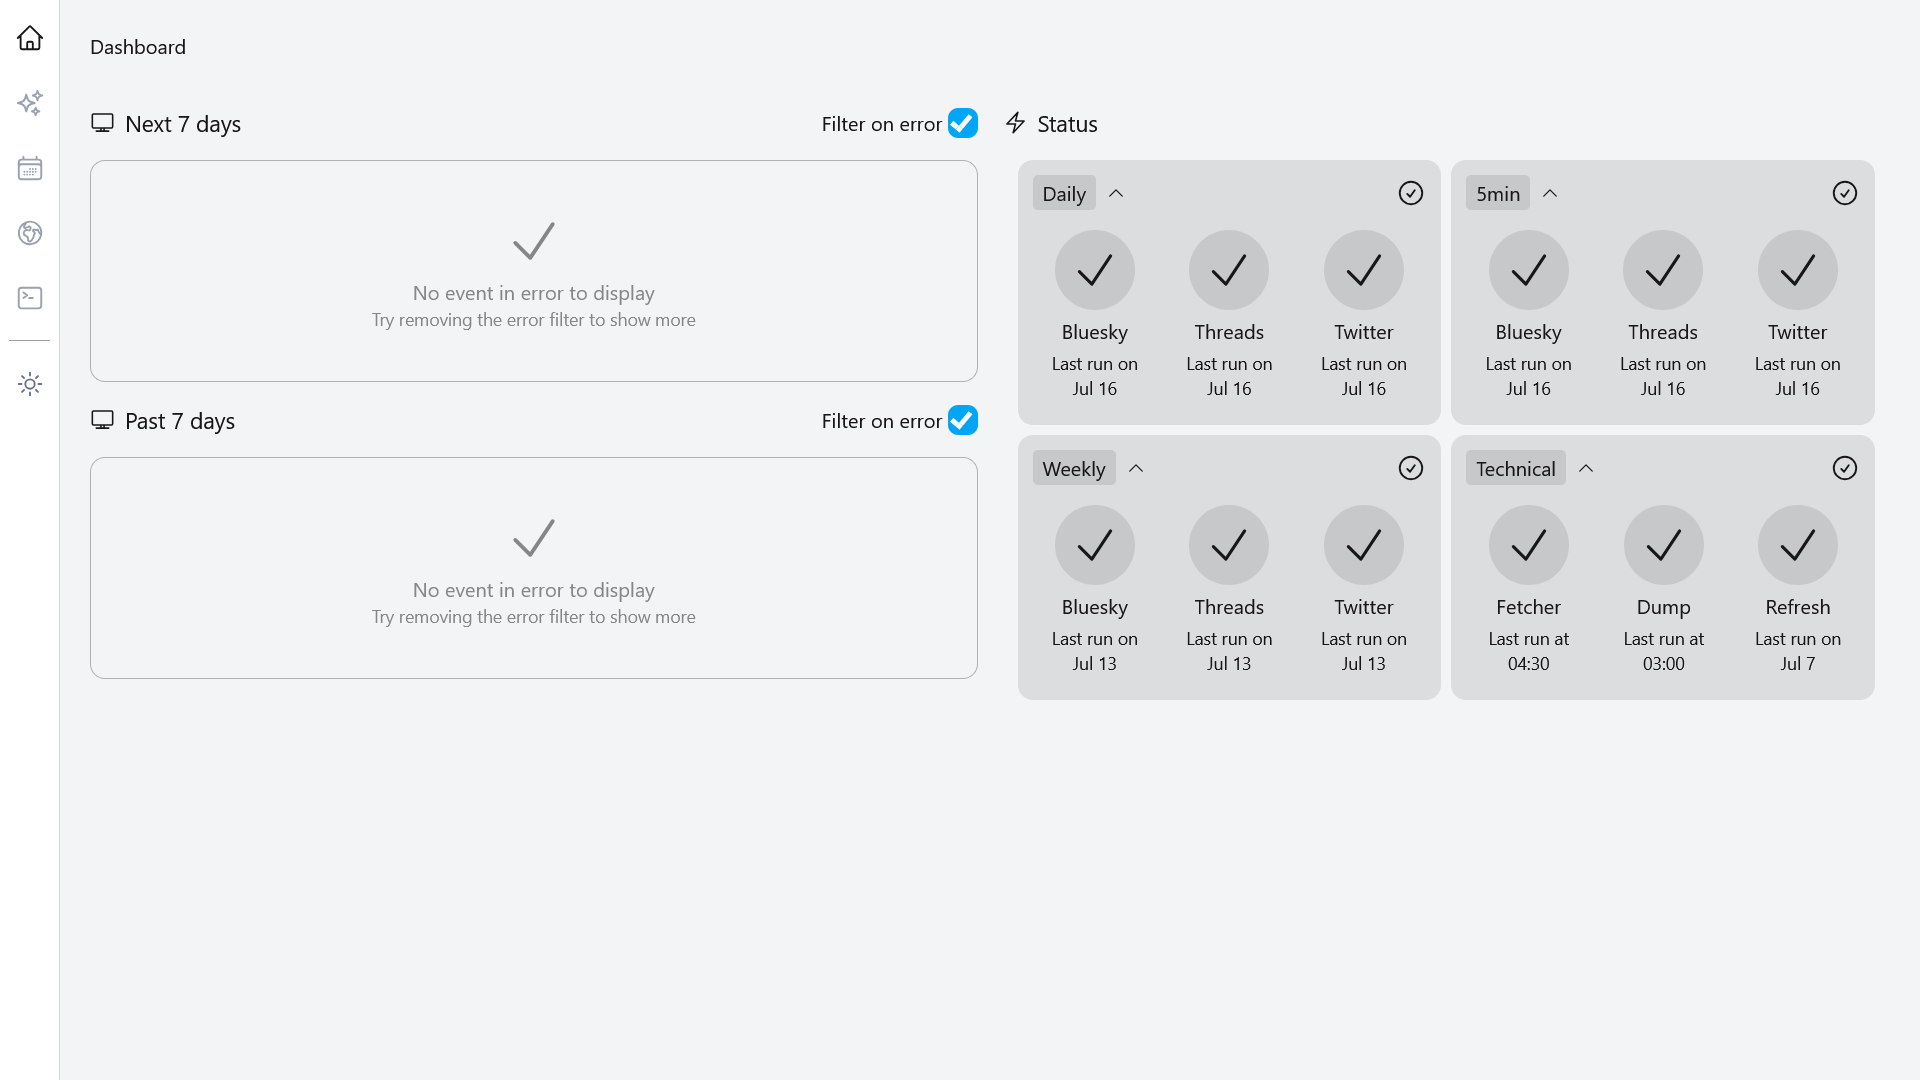 Dashboard
Next 7 days
Filter on error
No event in error to display
Try removing the error filter to show more
Past 7 days
Filter on error
No event in error to display
Try removing the error filter to show more
Status
Daily
Bluesky
Last run on
Jul 16
Threads
Last run on
Jul 16
Twitter
Last run on
Jul 16
5min
Bluesky
Last run on
Jul 16
Threads
Last run on
Jul 16
Twitter
Last run on
Jul 16
Weekly
Bluesky
Last run on
Jul 13
Threads
Last run on
Jul 13
Twitter
Last run on
Jul 13
Technical
Fetcher
Last run at
04:30
Dump
Last run at
03:00
Refresh
Last run on
Jul 7